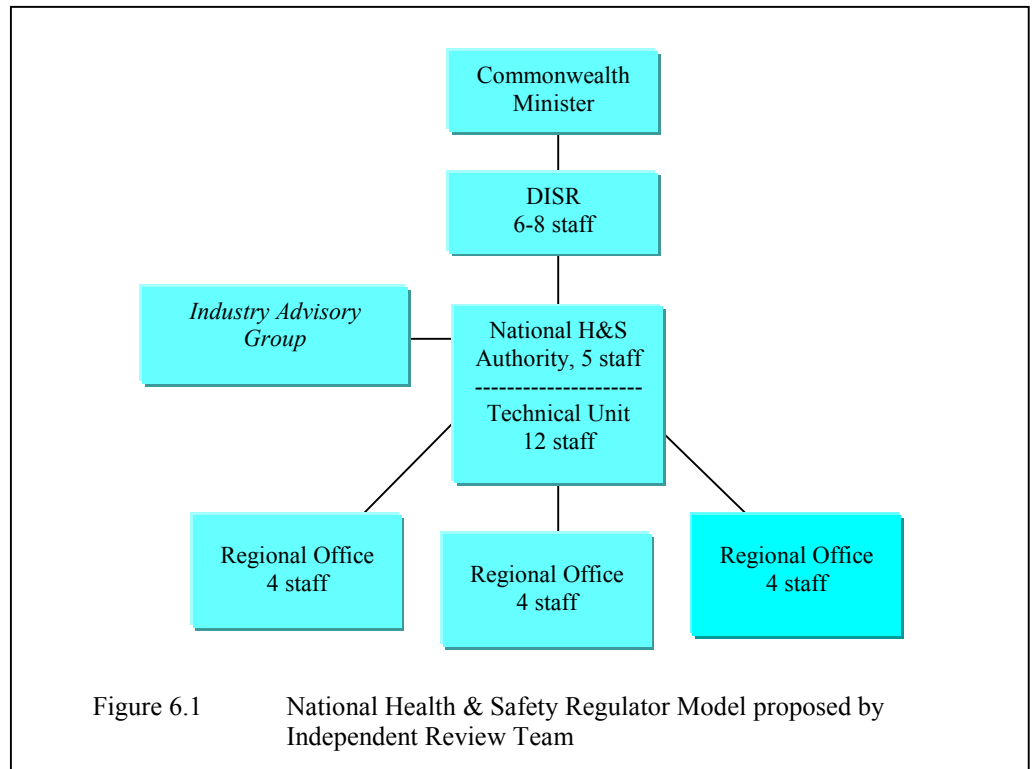 Commonwealth
Minister
DISR
6-8 staff
Industry Advisory
Group
National H&S
Authority, 5 staff
---------------------
Technical Unit
12 staff
Regional Office
4 staff
Regional Office
4 staff
Regional Office
4 staff
Figure 6.1 National Health & Safety Regulator Model proposed by
Independent Review Team